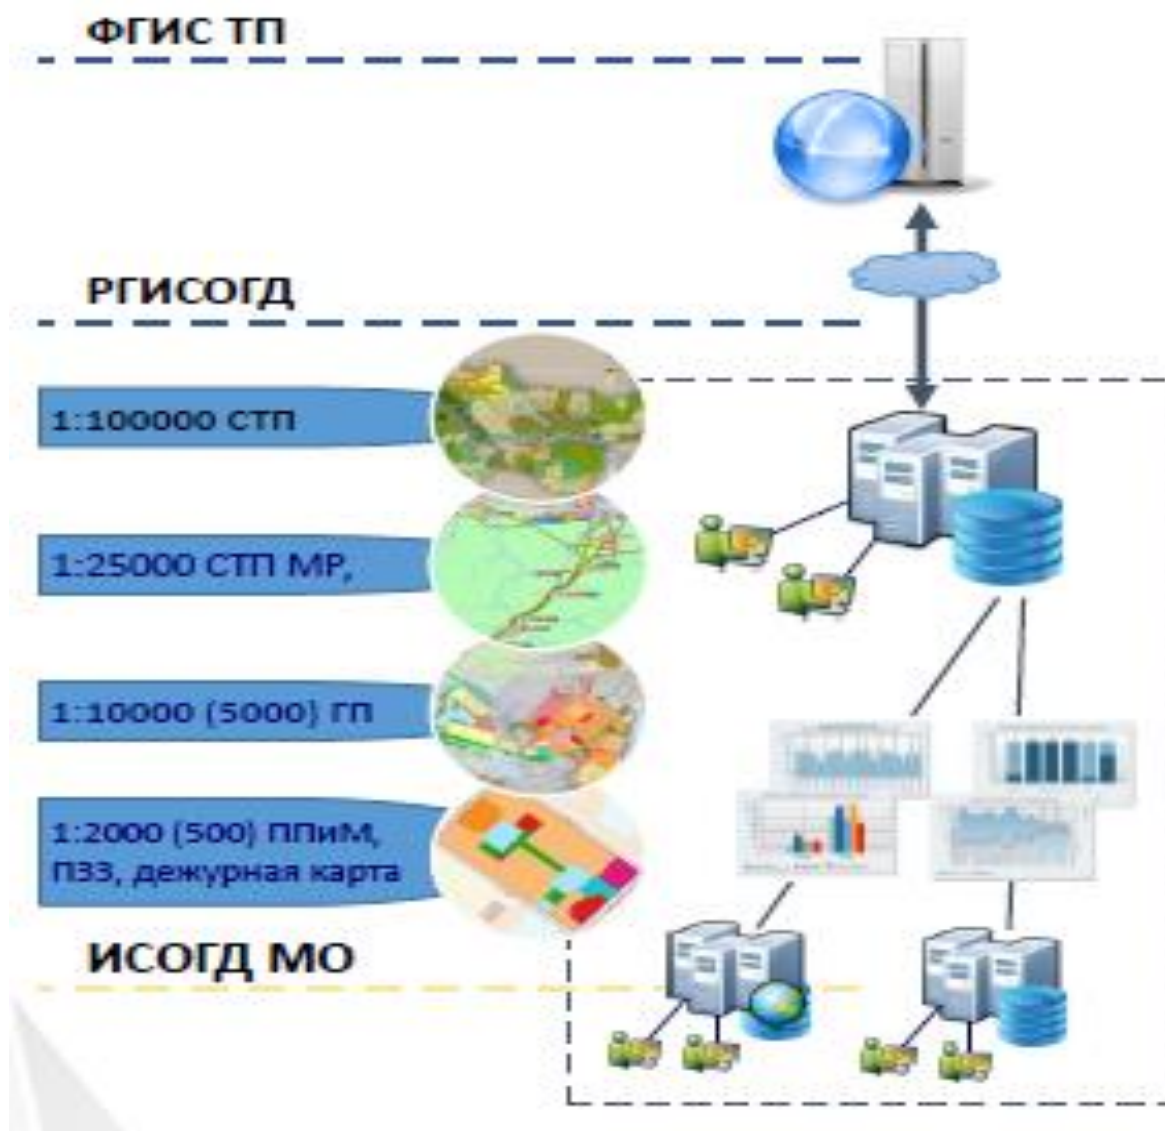 ФГИС ТП
РГИСОГД
1:100000 СТП
1:25000 СТП МР,
1:10000 (5000) ГП
1:2000 (500) ППиМ,
ПЗЗ, дежурная карта
ИСОГД МО